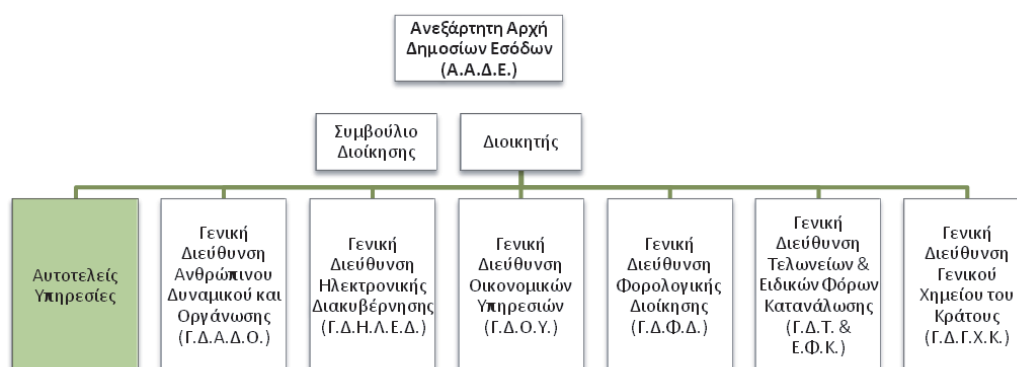 Ανεξάρτητη Αρχή
Δημοσίων Εσόδων
(Α.Α.Δ.Ε.)
Συμβούλιο
Διοίκησης
Διοικητής
Αυτοτελείς
Υπηρεσίες
Γενική
Διεύθυνση
Ανθρώπινου
Δυναμικού και
Οργάνωσης
(Γ.Δ.Α.Δ.Ο.)
Γενική
Διεύθυνση
Ηλεκτρονικής
Διακυβέρνησης
(Γ.Δ.Η.Λ.Ε.Δ.)
Γενική
Διεύθυνση
Οικονομικών
Υπηρεσιών
(Γ.Δ.Ο.Υ.)
Γενική
Διεύθυνση
Φορολογικής
Διοίκησης
(Γ.Δ.Φ.Δ.)
Γενική
Διεύθυνση
Τελωνείων &
Ειδικών Φόρων
Κατανάλωσης
(Γ.Δ.Τ. &
Ε.Φ.Κ.)
Γενική
Διεύθυνση
Γενικού
Χημείου του
Κράτους
(Γ.Δ.Γ.Χ.Κ.)